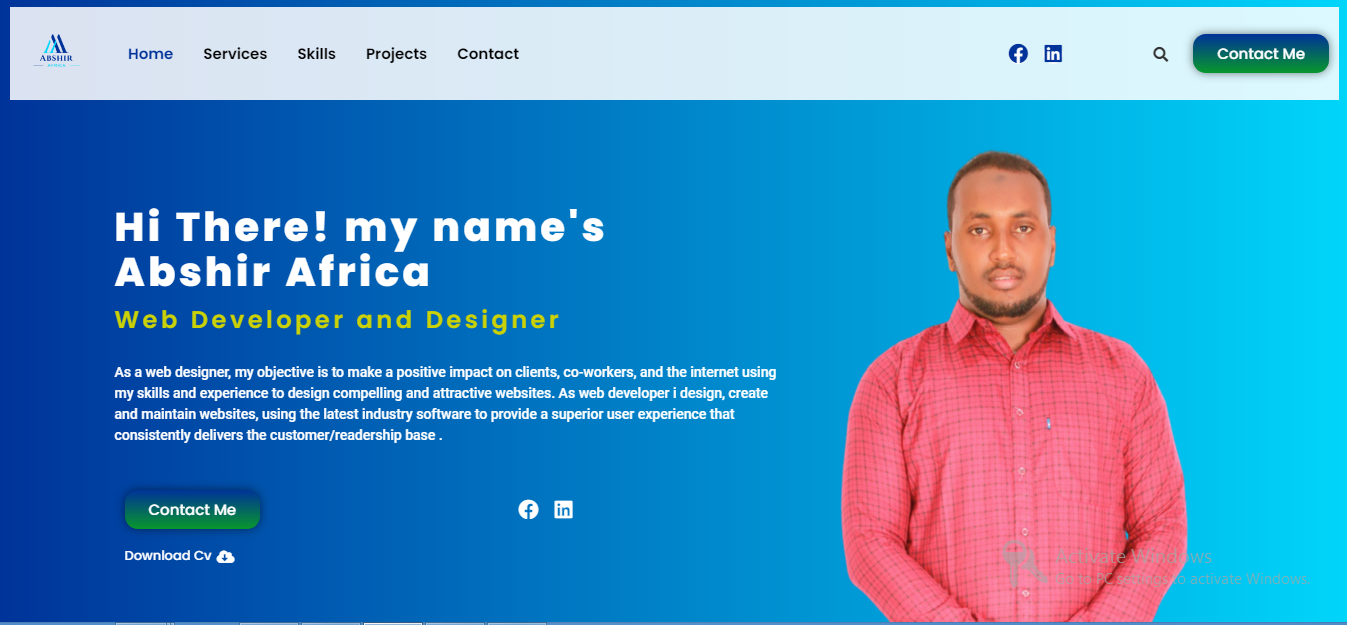 ABSHIR
AFRICA
Home Services Skills Projects Contact
Contact Me
Hi There! my name's
Abshir Africa
Web Developer and Designer
As a web designer, my objective is to make a positive impact on clients, co-workers, and the internet using
my skills and experience to design compelling and attractive websites. As web developer i design, create
and maintain websites, using the latest industry software to provide a superior user experience that
consistently delivers the customer/readership base .
Contact Me
Download Cv
Activate Windows
Go to PC settings to activate Windows.